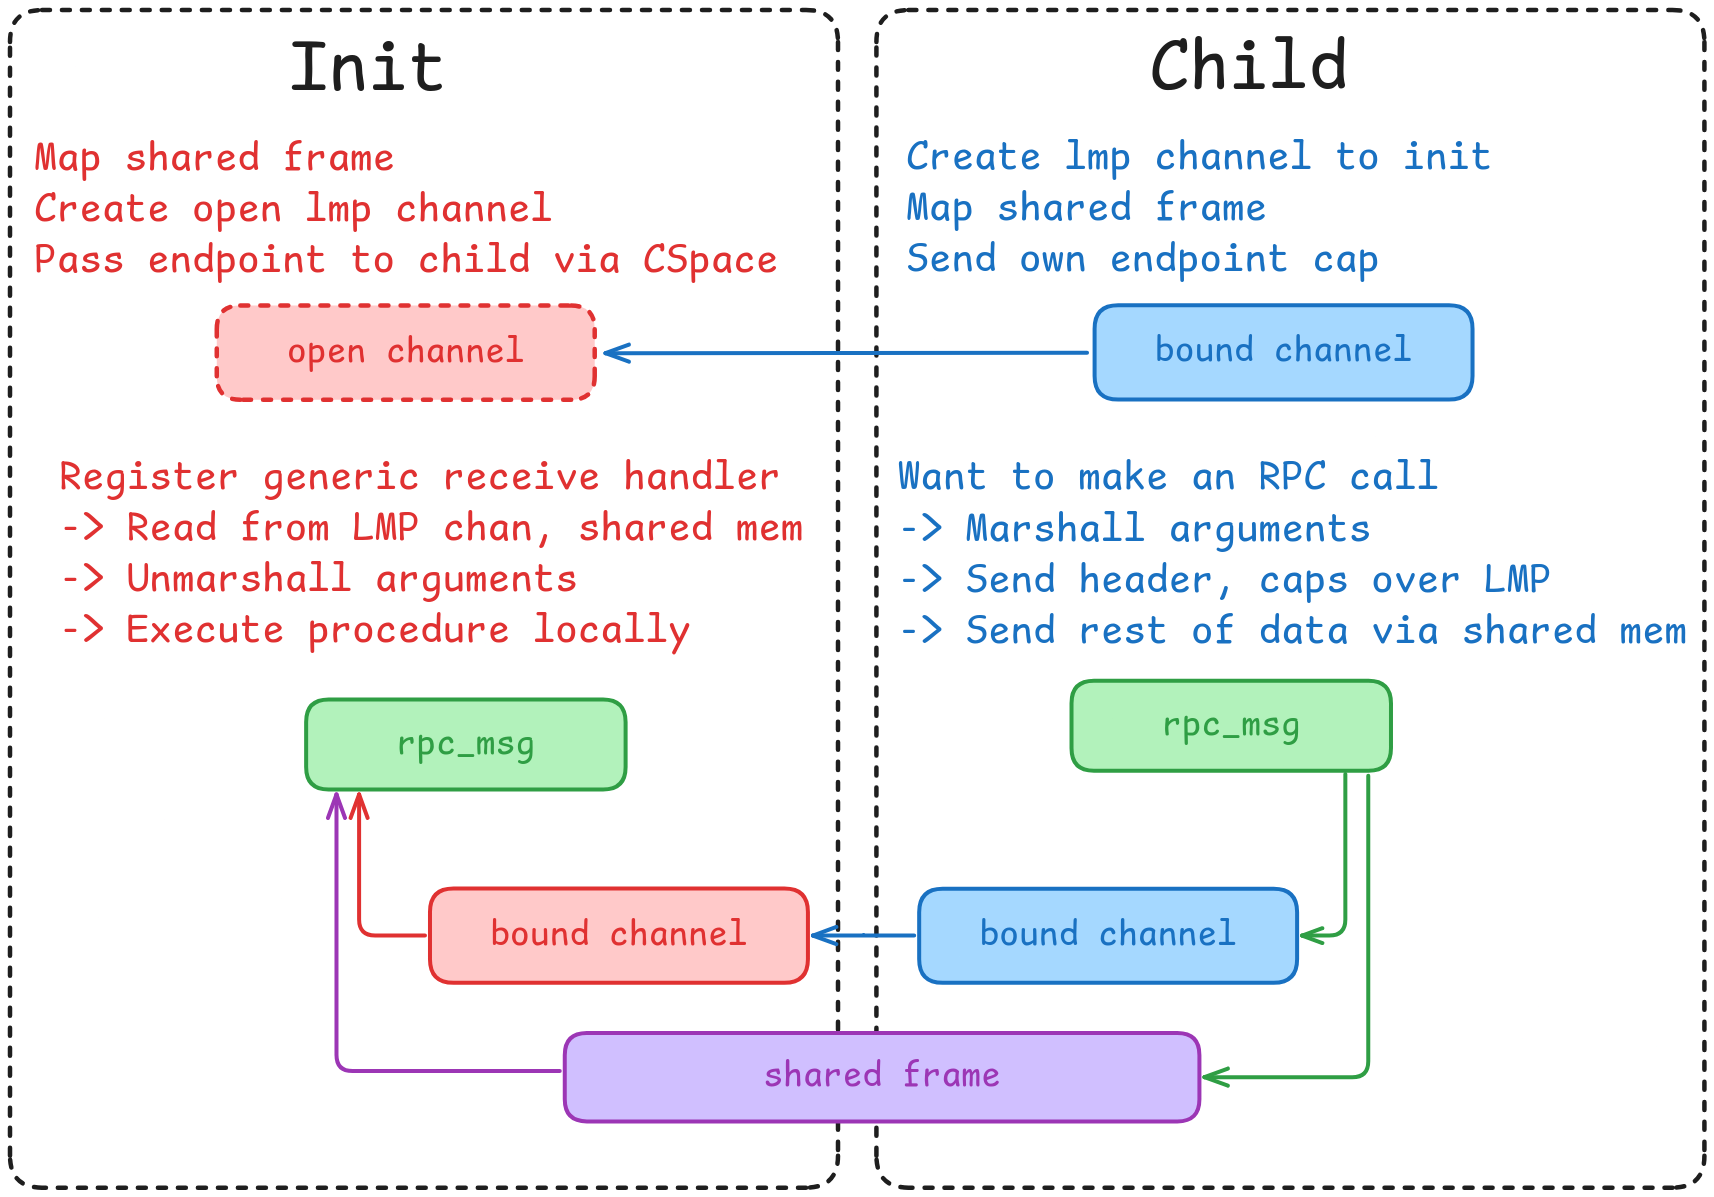 Init
Map shared frame
Create open lmp channel
Pass endpoint to child via CSpace
open channel
Register generic receive handler
-> Read from LMP chan, shared mem
-> Unmarshall arguments
-> Execute procedure locally
rpc_msg
bound channel
Child
Create lmp channel to init
Map shared frame
Send own endpoint cap
bound channel
Want to make an RPC call
-> Marshall arguments
-> Send header, caps over LMP
-> Send rest of data via shared mem
rpc_msg
bound channel
shared frame